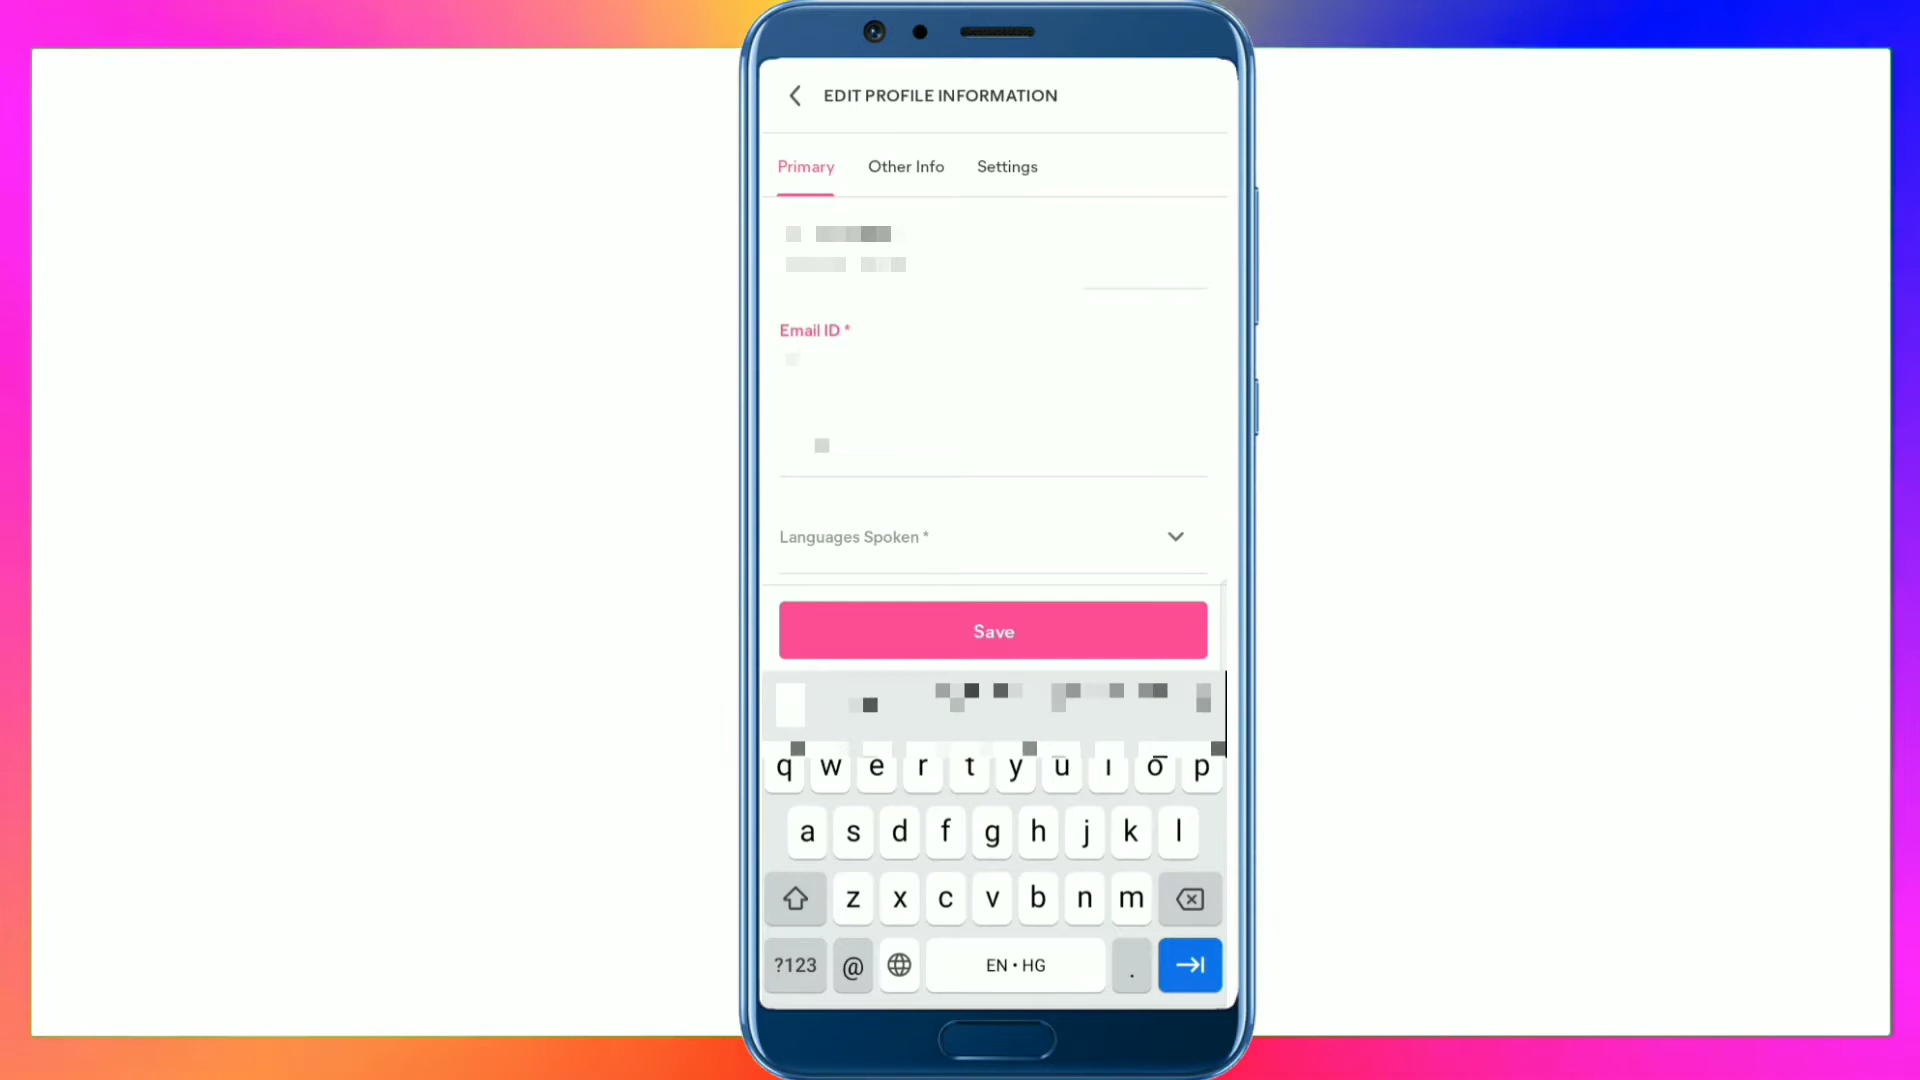 EDIT PROFILE INFORMATION
Primary Other Info Settings
Email ID *
Languages Spoken *
Save
q w e r t y u i o p
a s d f g h j k l
z x c v b n m
?123 @ EN • HG .